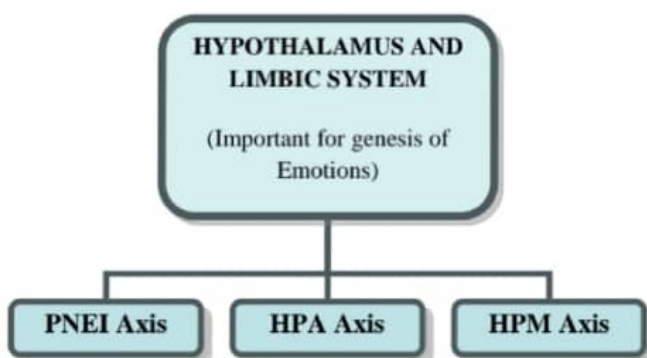 HYPOTHALAMUS AND
LIMBIC SYSTEM
(Important for genesis of
Emotions)
PNEI Axis
HPA Axis
HPM Axis